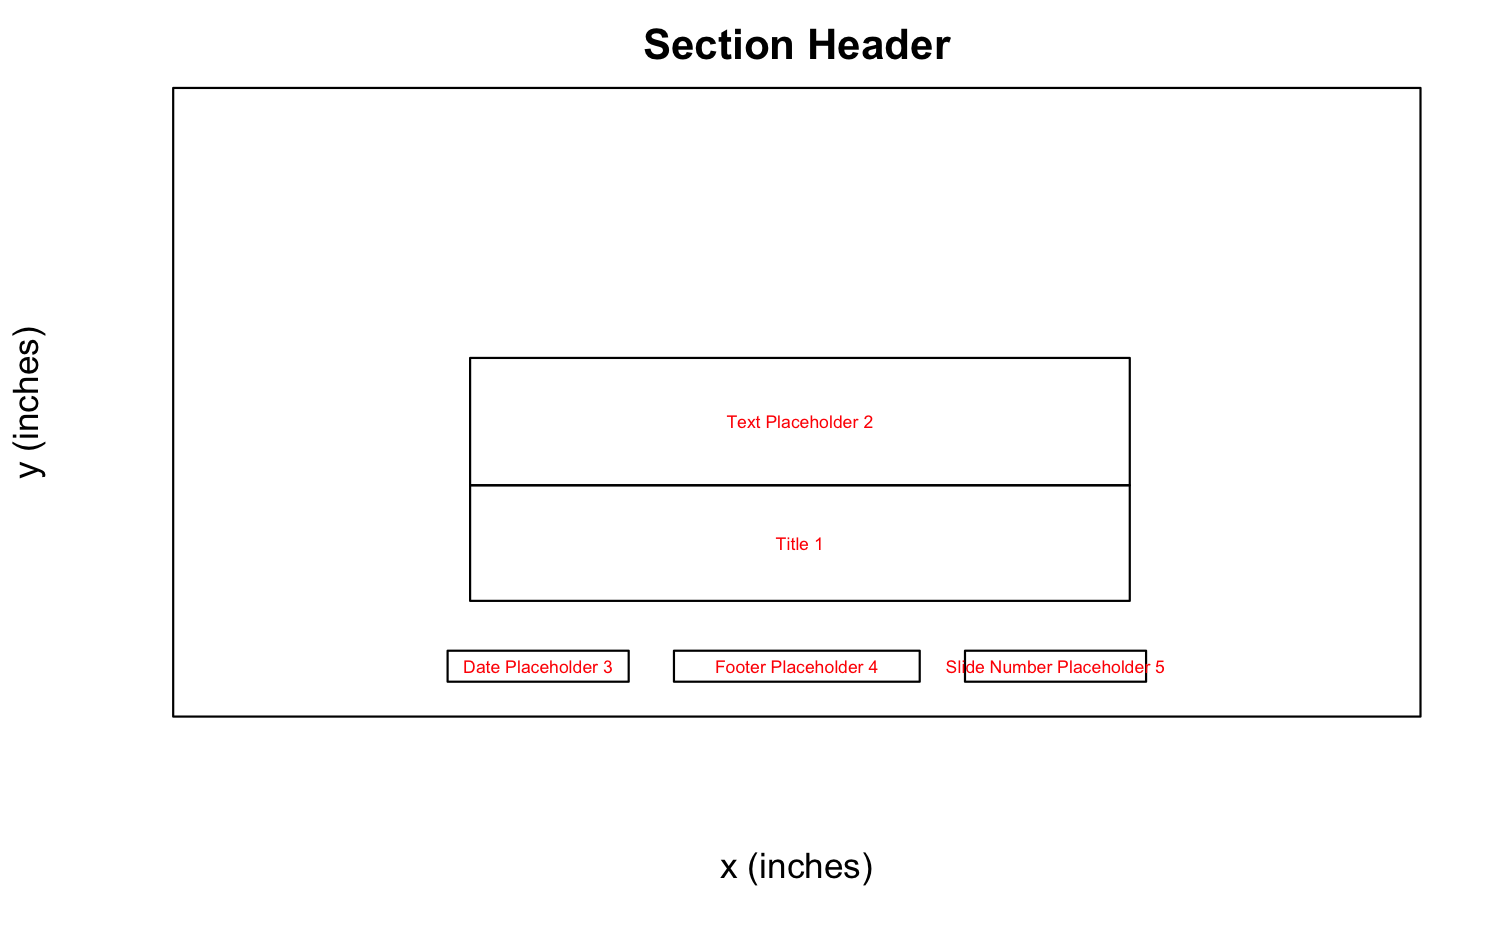 Section Header
y (inches)
Text Placeholder 2
Title 1
Date Placeholder 3
Footer Placeholder 4
Slide Number Placeholder 5
x (inches)